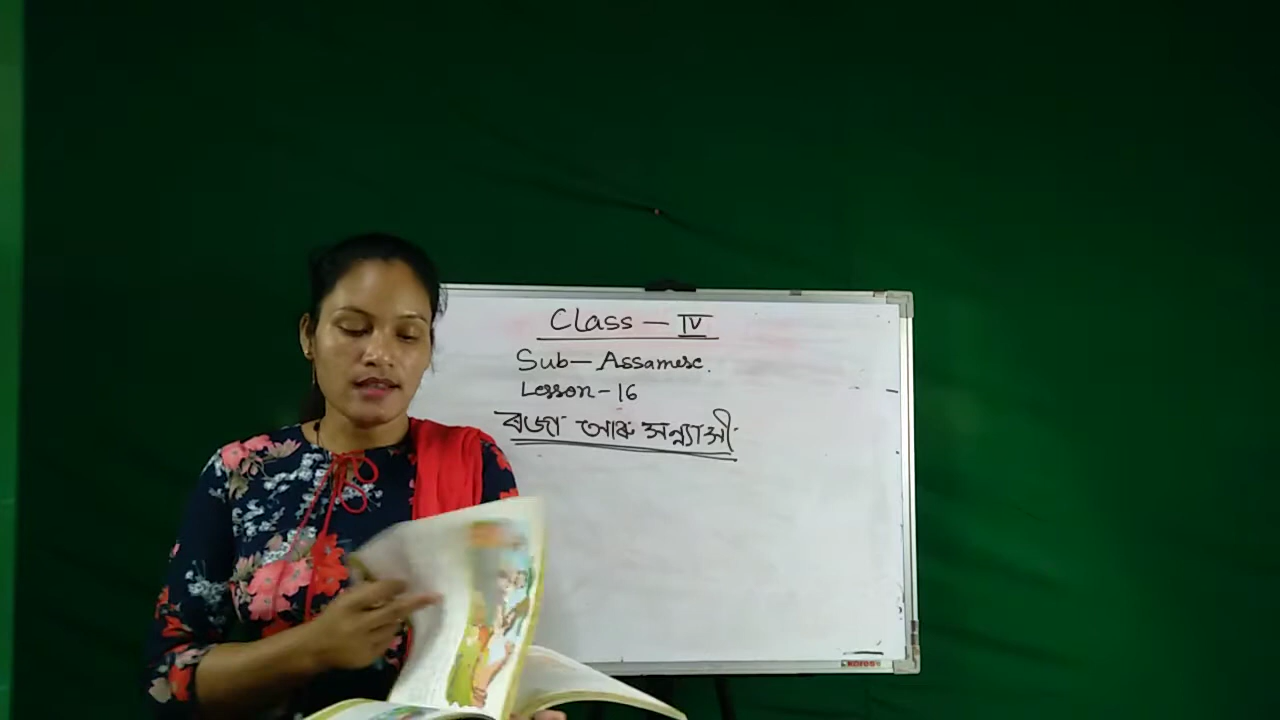 Class — IV
Sub — Assamese.
Lesson - 16
ৰজা আৰু সন্ন্যাসী